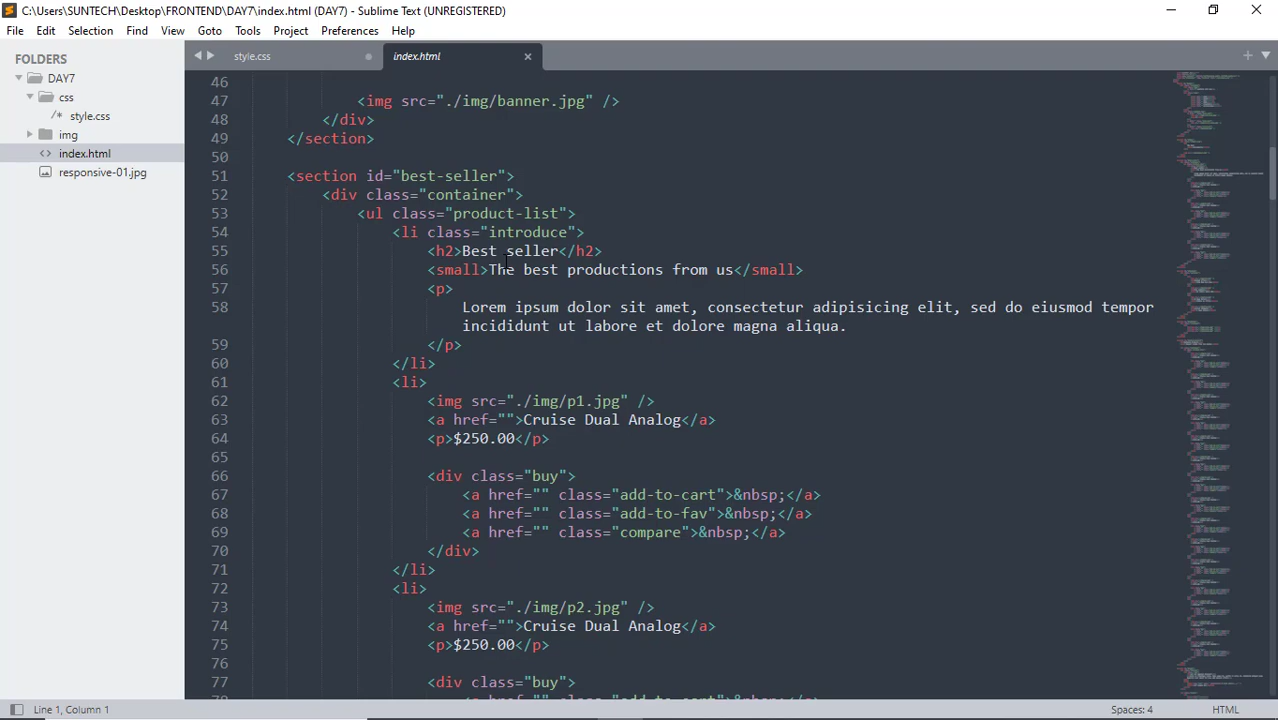 C:\Users\SUNTECH\Desktop\FRONTEND\DAY7\index.html (DAY7) - Sublime Text (UNREGISTERED)
File Edit Selection Find View Goto Tools Project Preferences Help
FOLDERS
DAY7
css
/* style.css
img
<> index.html
responsive-01.jpg
style.css
index.html
46
47 <img src="./img/banner.jpg" />
48 </div>
49 </section>
50
51 <section id="best-seller">
52 <div class="container">
53 <ul class="product-list">
54 <li class="introduce">
55 <h2>Best seller</h2>
56 <small>The best productions from us</small>
57 <p>
58 Lorem ipsum dolor sit amet, consectetur adipisicing elit, sed do eiusmod tempor
incididunt ut labore et dolore magna aliqua.
59 </p>
60 </li>
61 <li>
62 <img src="./img/p1.jpg" />
63 <a href="">Cruise Dual Analog</a>
64 <p>$250.00</p>
65
66 <div class="buy">
67 <a href="" class="add-to-cart">&nbsp;</a>
68 <a href="" class="add-to-fav">&nbsp;</a>
69 <a href="" class="compare">&nbsp;</a>
70 </div>
71 </li>
72 <li>
73 <img src="./img/p2.jpg" />
74 <a href="">Cruise Dual Analog</a>
75 <p>$250.00</p>
76
77 <div class="buy">
Line 1, Column 1
Spaces: 4
HTML